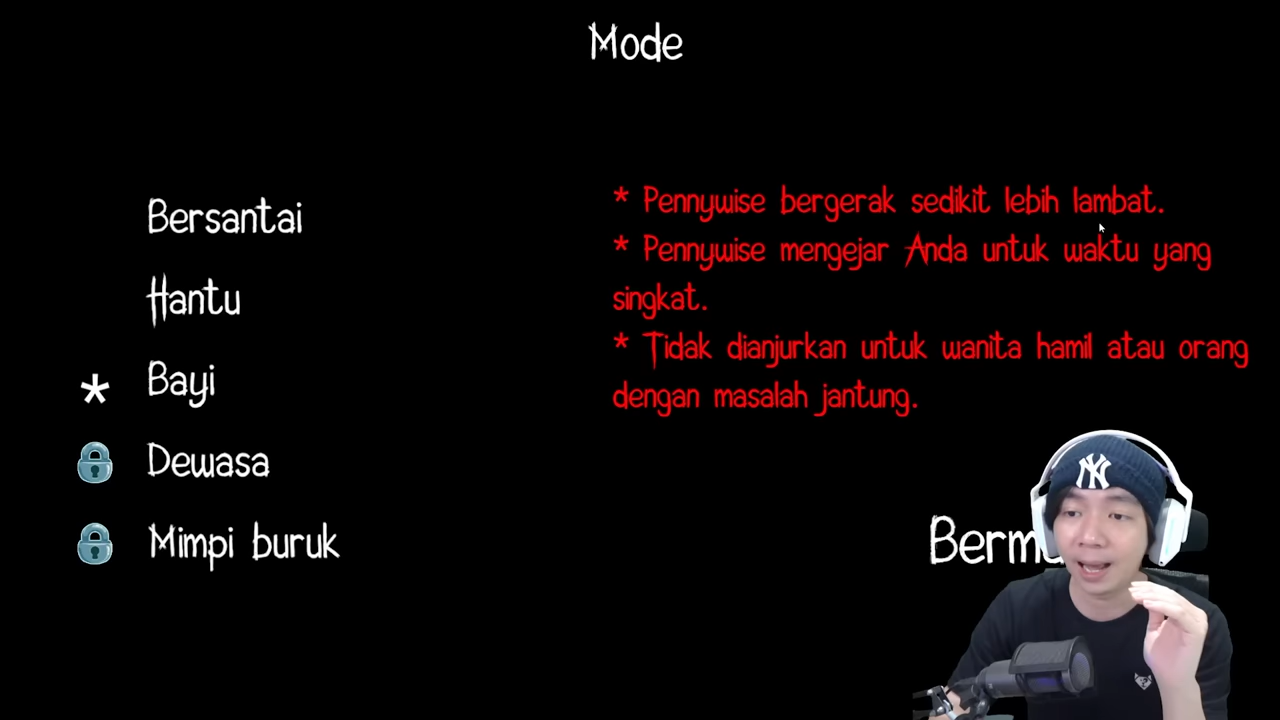 Mode
Bersantai
Hantu
* Bayi
Dewasa
Mimpi buruk
* Pennywise bergerak sedikit lebih lambat.
* Pennywise mengejar Anda untuk waktu yang
singkat.
* Tidak dianjurkan untuk wanita hamil atau orang
dengan masalah jantung.
NY